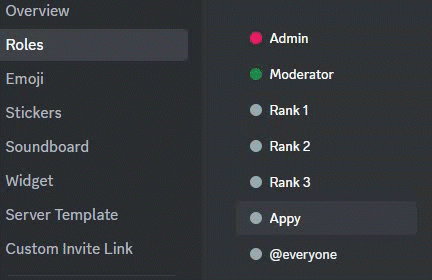 Overview
Roles
Emoji
Stickers
Soundboard
Widget
Server Template
Custom Invite Link
Admin
Moderator
Rank 1
Rank 2
Rank 3
Appy
@everyone